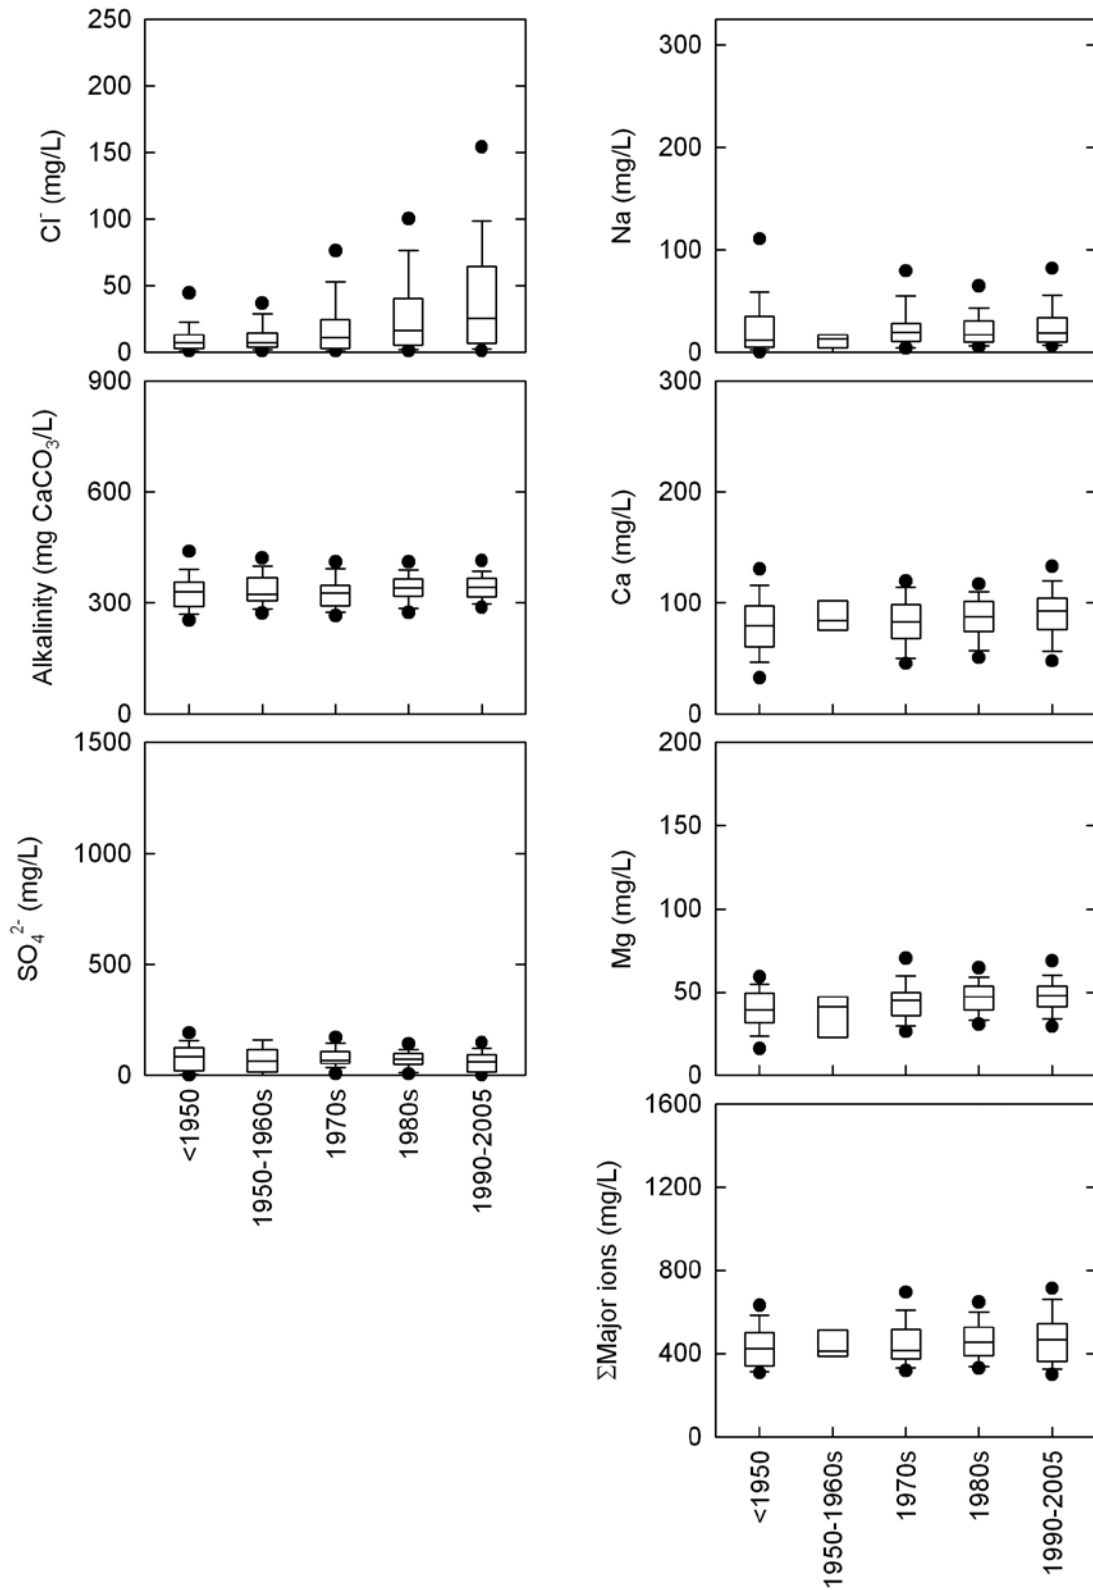 Cl⁻ (mg/L)
250
200
150
100
50
0
Na (mg/L)
300
200
100
0
Alkalinity (mg CaCO₃/L)
900
600
300
0
Ca (mg/L)
300
200
100
0
SO₄²⁻ (mg/L)
1500
1000
500
0
<1950
1950-1960s
1970s
1980s
1990-2005
Mg (mg/L)
200
150
100
50
0
ΣMajor ions (mg/L)
1600
1200
800
400
0
<1950
1950-1960s
1970s
1980s
1990-2005